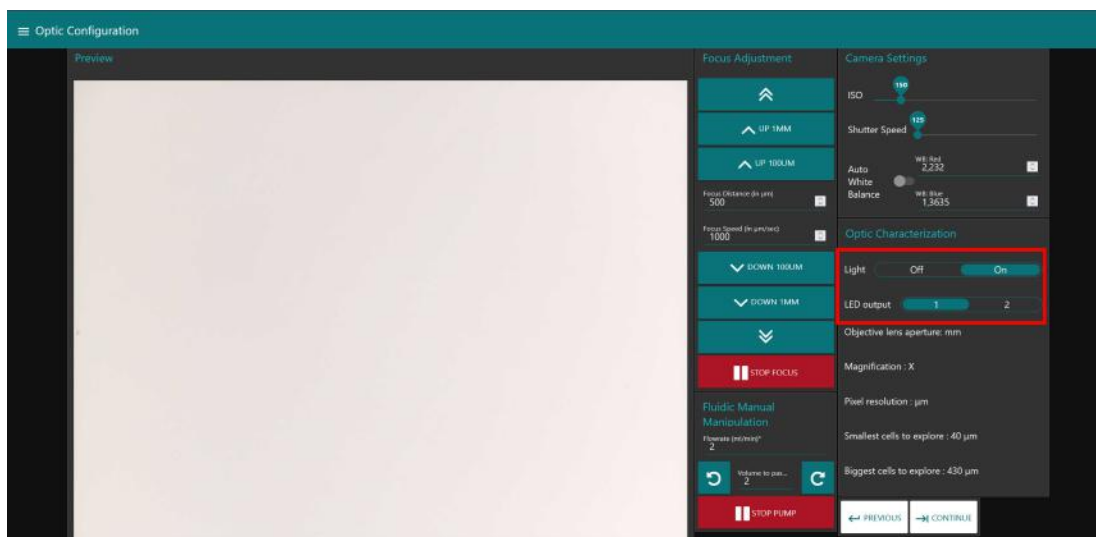 Optic Configuration
Preview
Focus Adjustment
UP 1MM
UP 100UM
Focus Distance (in µm)
500
Focus Speed (in µm/sec)
1000
DOWN 100UM
DOWN 1MM
STOP FOCUS
Fluidic Manual
Manipulation
Flowrate (ml/min)*
2
Volume to pas...
2
STOP PUMP
Camera Settings
ISO
150
Shutter Speed
125
Auto
White
Balance
WB: Red
2,232
WB: Blue
1,3635
Optic Characterization
Light Off On
LED output 1 2
Objective lens aperture: mm
Magnification : X
Pixel resolution : µm
Smallest cells to explore : 40 µm
Biggest cells to explore : 430 µm
PREVIOUS CONTINUE